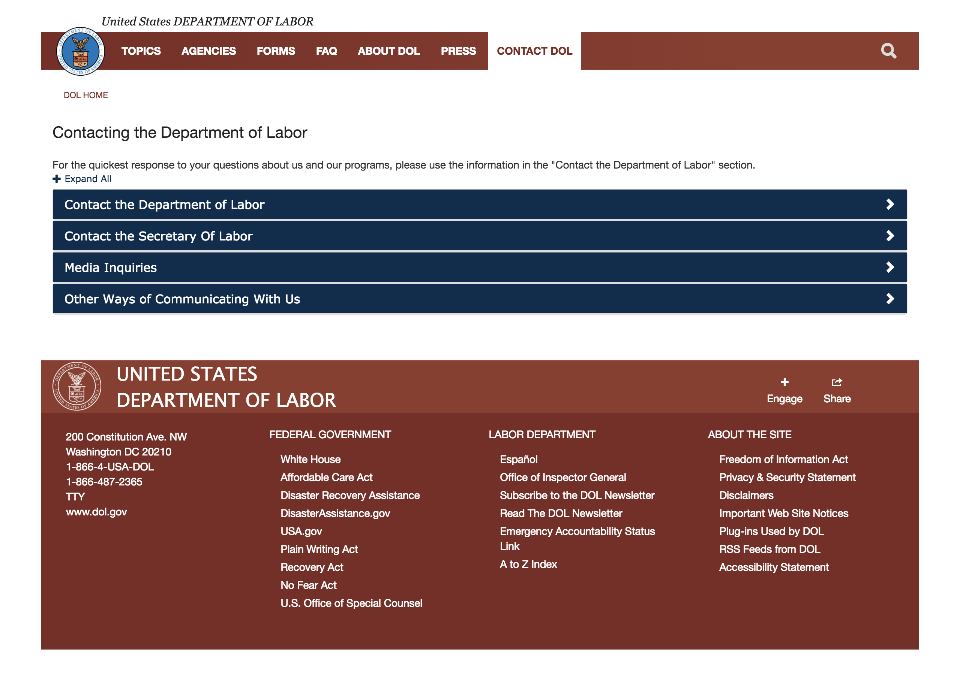 United States DEPARTMENT OF LABOR
TOPICS AGENCIES FORMS FAQ ABOUT DOL PRESS CONTACT DOL
DOL HOME
Contacting the Department of Labor
For the quickest response to your questions about us and our programs, please use the information in the "Contact the Department of Labor" section.
Expand All
Contact the Department of Labor
Contact the Secretary Of Labor
Media Inquiries
Other Ways of Communicating With Us
UNITED STATES
DEPARTMENT OF LABOR
Engage Share
200 Constitution Ave. NW
Washington DC 20210
1-866-4-USA-DOL
1-866-487-2365
TTY
www.dol.gov
FEDERAL GOVERNMENT
White House
Affordable Care Act
Disaster Recovery Assistance
DisasterAssistance.gov
USA.gov
Plain Writing Act
Recovery Act
No Fear Act
U.S. Office of Special Counsel
LABOR DEPARTMENT
Español
Office of Inspector General
Subscribe to the DOL Newsletter
Read The DOL Newsletter
Emergency Accountability Status
Link
A to Z Index
ABOUT THE SITE
Freedom of Information Act
Privacy & Security Statement
Disclaimers
Important Web Site Notices
Plug-ins Used by DOL
RSS Feeds from DOL
Accessibility Statement